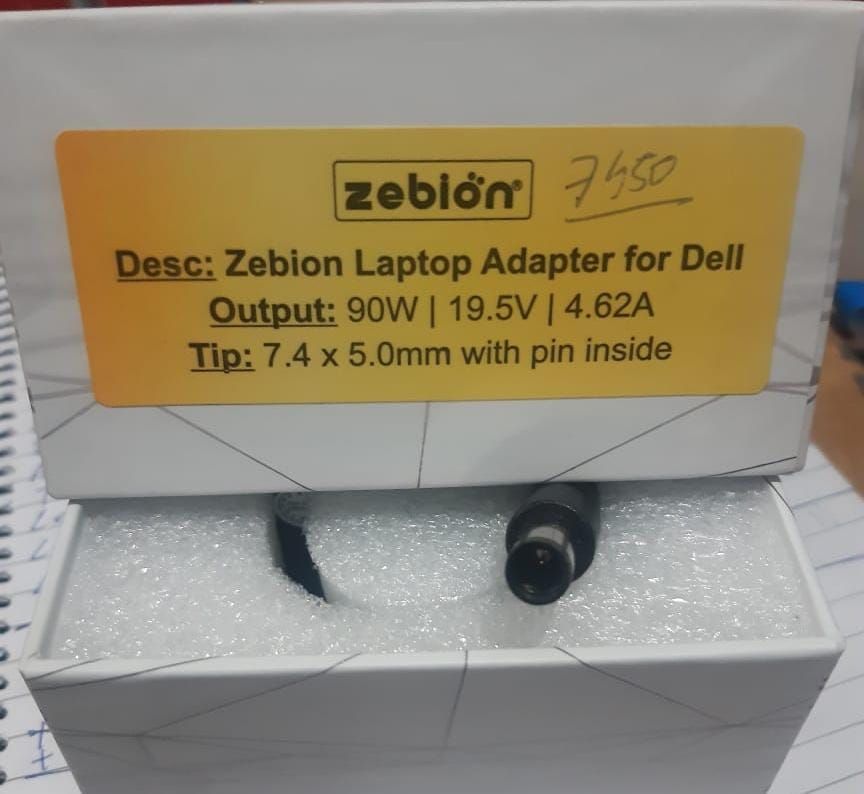 zebion® 7450
Desc: Zebion Laptop Adapter for Dell
Output: 90W | 19.5V | 4.62A
Tip: 7.4 x 5.0mm with pin inside